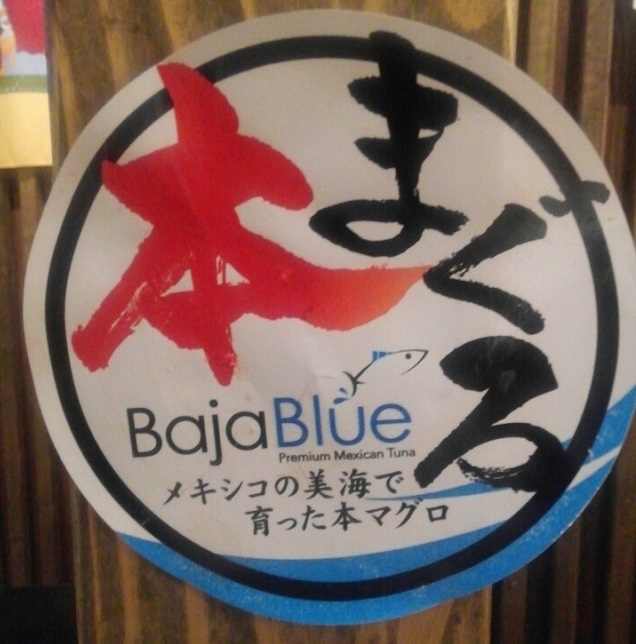 本まぐろ
BajaBlue
Premium Mexican Tuna
メキシコの美海で
育った本マグロ